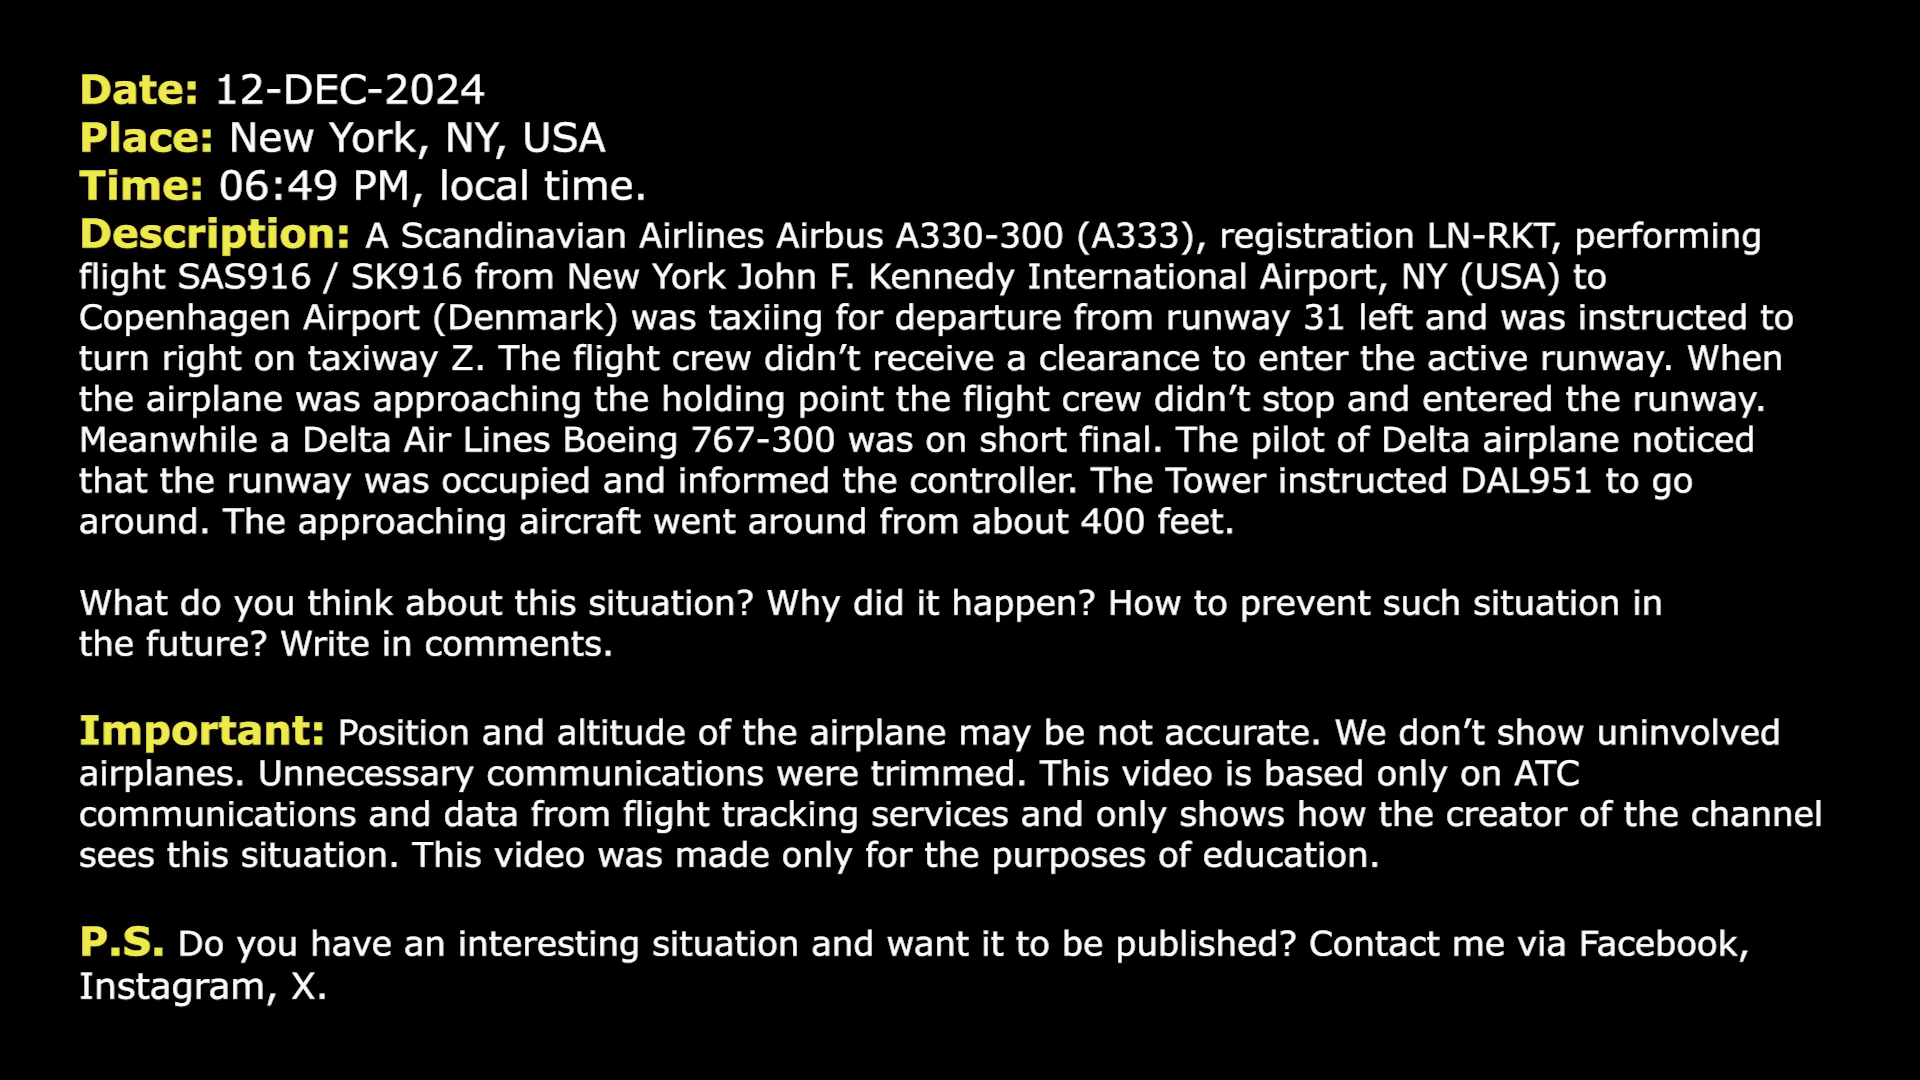 Date: 12-DEC-2024
Place: New York, NY, USA
Time: 06:49 PM, local time.
Description: A Scandinavian Airlines Airbus A330-300 (A333), registration LN-RKT, performing
flight SAS916 / SK916 from New York John F. Kennedy International Airport, NY (USA) to
Copenhagen Airport (Denmark) was taxiing for departure from runway 31 left and was instructed to
turn right on taxiway Z. The flight crew didn’t receive a clearance to enter the active runway. When
the airplane was approaching the holding point the flight crew didn’t stop and entered the runway.
Meanwhile a Delta Air Lines Boeing 767-300 was on short final. The pilot of Delta airplane noticed
that the runway was occupied and informed the controller. The Tower instructed DAL951 to go
around. The approaching aircraft went around from about 400 feet.
What do you think about this situation? Why did it happen? How to prevent such situation in
the future? Write in comments.
Important: Position and altitude of the airplane may be not accurate. We don’t show uninvolved
airplanes. Unnecessary communications were trimmed. This video is based only on ATC
communications and data from flight tracking services and only shows how the creator of the channel
sees this situation. This video was made only for the purposes of education.
P.S. Do you have an interesting situation and want it to be published? Contact me via Facebook,
Instagram, X.